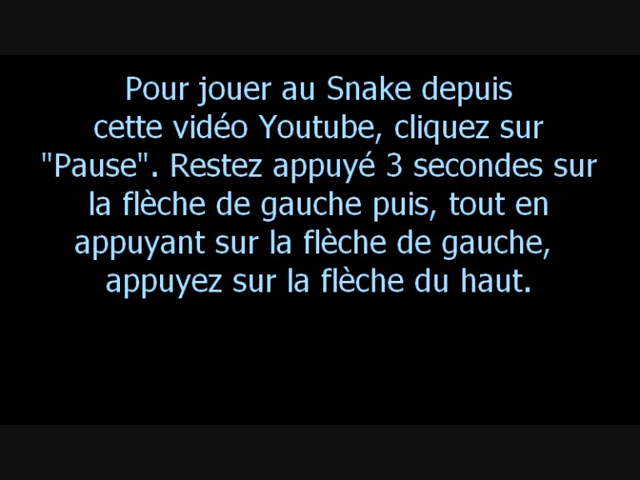 Pour jouer au Snake depuis
cette vidéo Youtube, cliquez sur
"Pause". Restez appuyé 3 secondes sur
la flèche de gauche puis, tout en
appuyant sur la flèche de gauche,
appuyez sur la flèche du haut.